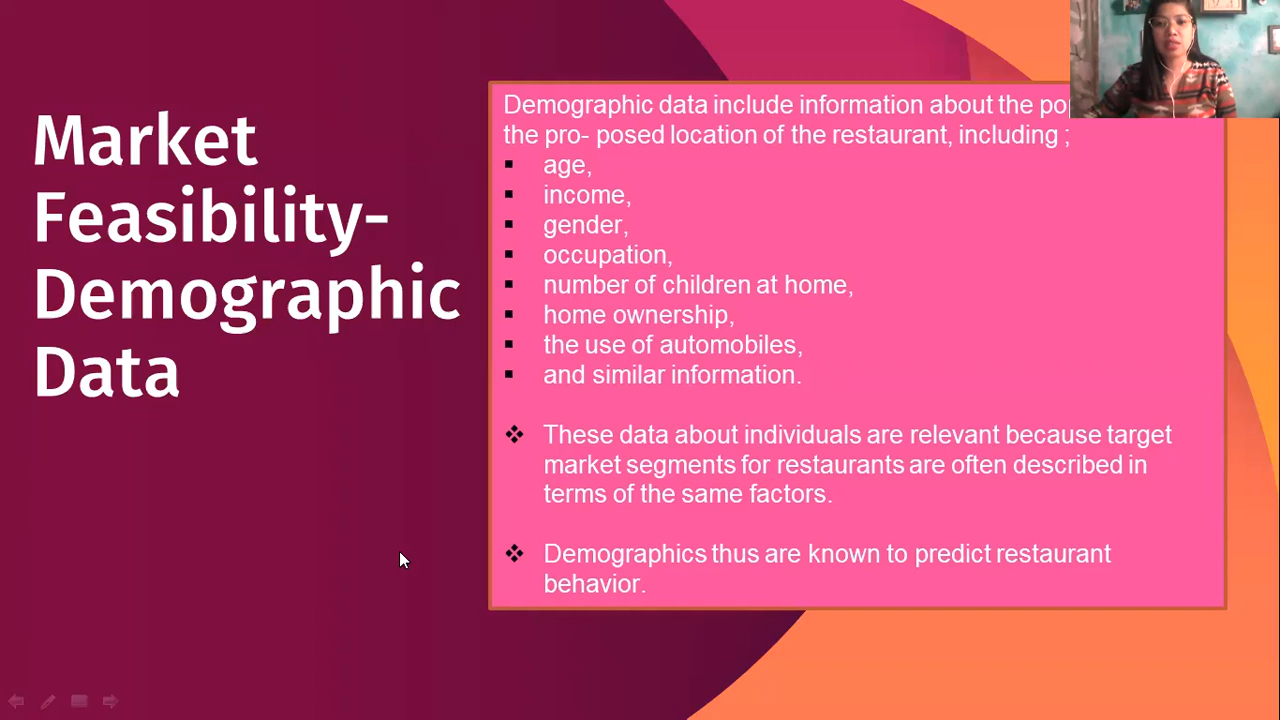 Market
Feasibility-
Demographic
Data
Demographic data include information about the
the pro- posed location of the restaurant, including ;
▪ age,
▪ income,
▪ gender,
▪ occupation,
▪ number of children at home,
▪ home ownership,
▪ the use of automobiles,
▪ and similar information.
❖ These data about individuals are relevant because target
market segments for restaurants are often described in
terms of the same factors.
❖ Demographics thus are known to predict restaurant
behavior.